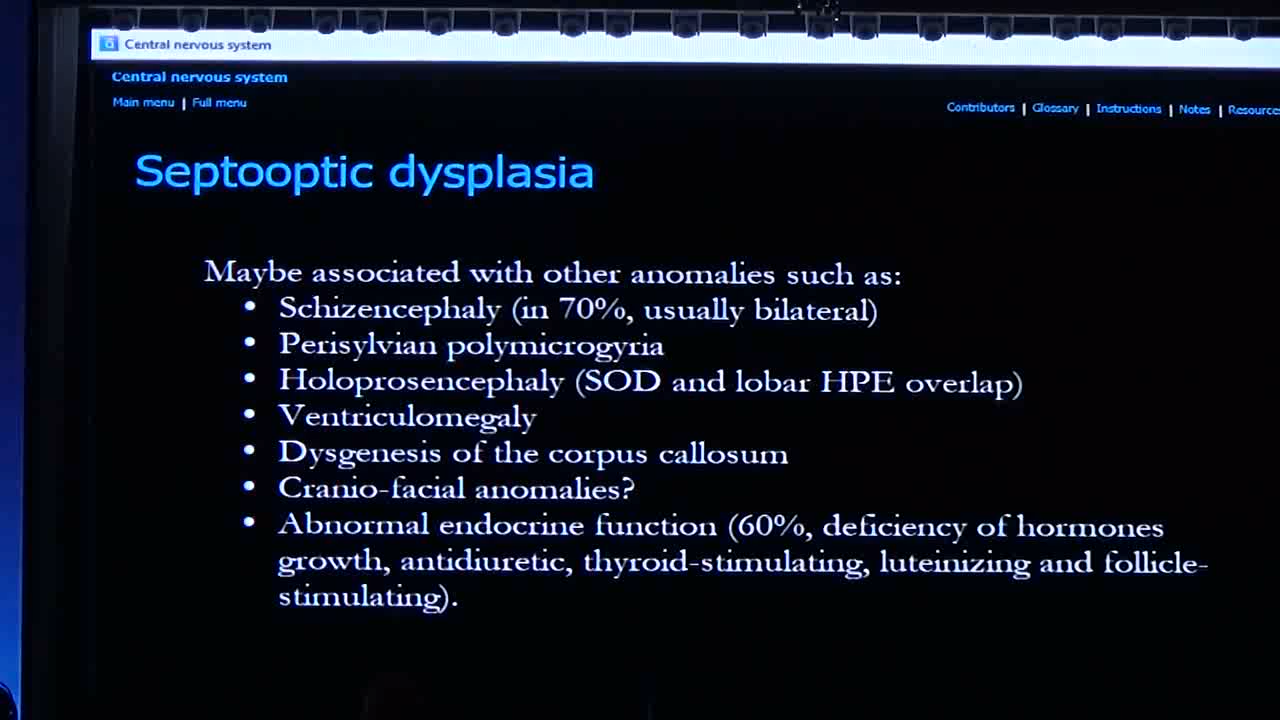 Central nervous system
Central nervous system
Main menu | Full menu
Contributors | Glossary | Instructions | Notes | Resources
Septooptic dysplasia
Maybe associated with other anomalies such as:
• Schizencephaly (in 70%, usually bilateral)
• Perisylvian polymicrogyria
• Holoprosencephaly (SOD and lobar HPE overlap)
• Ventriculomegaly
• Dysgenesis of the corpus callosum
• Cranio-facial anomalies?
• Abnormal endocrine function (60%, deficiency of hormones
growth, antidiuretic, thyroid-stimulating, luteinizing and follicle-
stimulating).